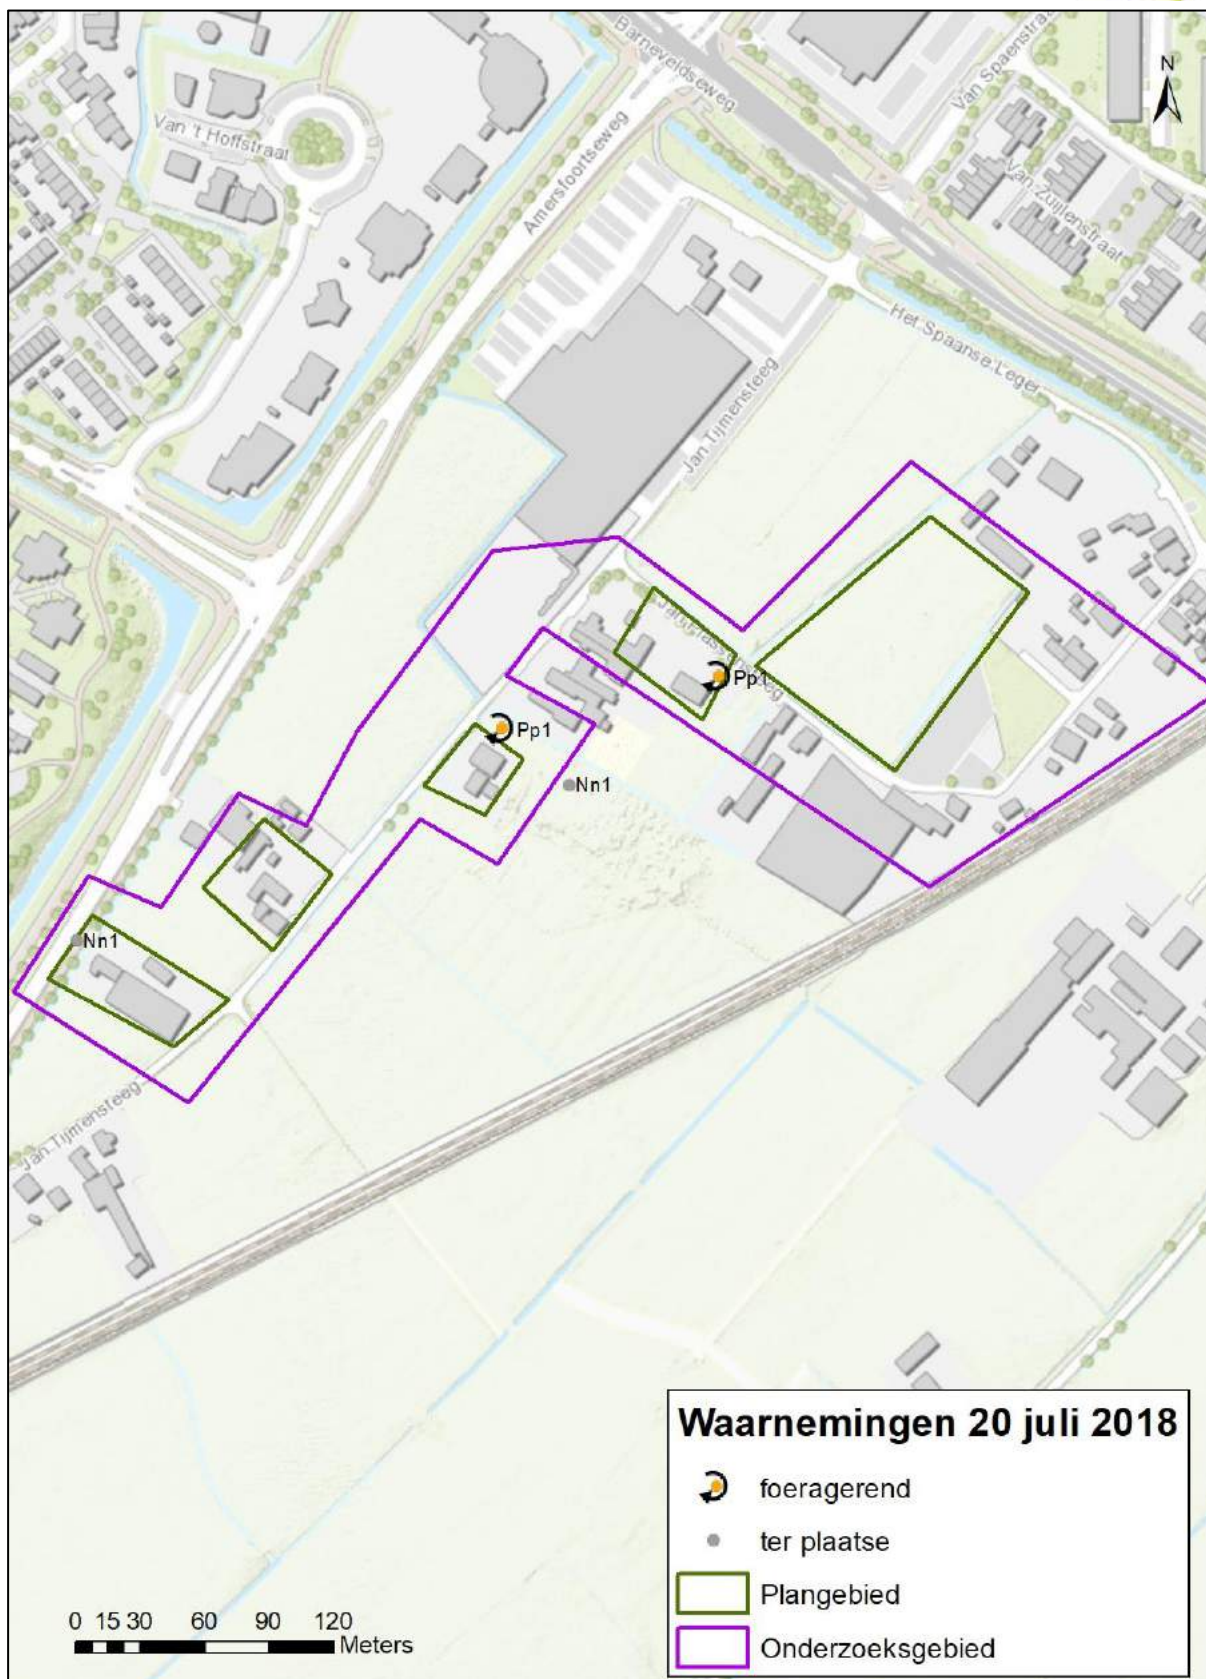 Barneveldseweg
Van Spaenstraat
N
Van 't Hoffstraat
Amersfoortseweg
Van Zuijlenstraat
Het Spaanse Leger
Jan Tijmensteeg
Pp1
Pp1
Nn1
Nn1
Jan Tijmensteeg
Waarnemingen 20 juli 2018
foeragerend
ter plaatse
Plangebied
Onderzoeksgebied
0 15 30 60 90 120
Meters